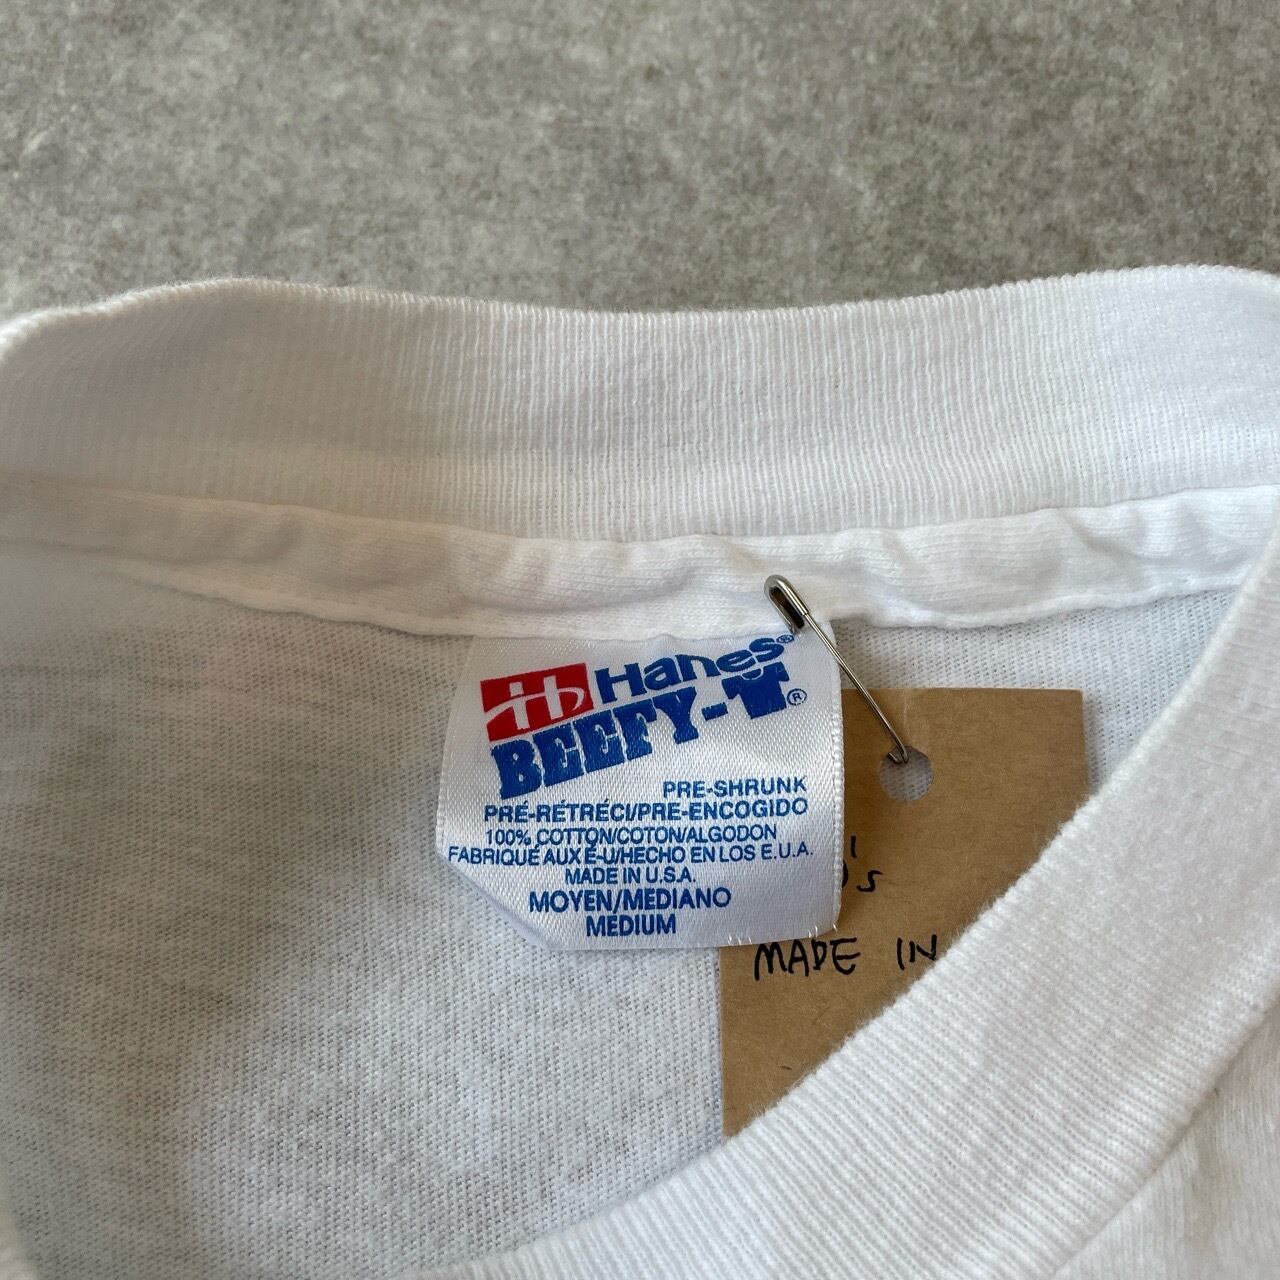 Hanes®
BEEFY-T®
PRE-SHRUNK
PRÉ-RÉTRÉCI/PRE-ENCOGIDO
100% COTTON/COTON/ALGODON
FABRIQUÉ AUX É-U/HECHO EN LOS E.U.A.
MADE IN U.S.A.
MOYEN/MEDIANO
MEDIUM
MADE IN